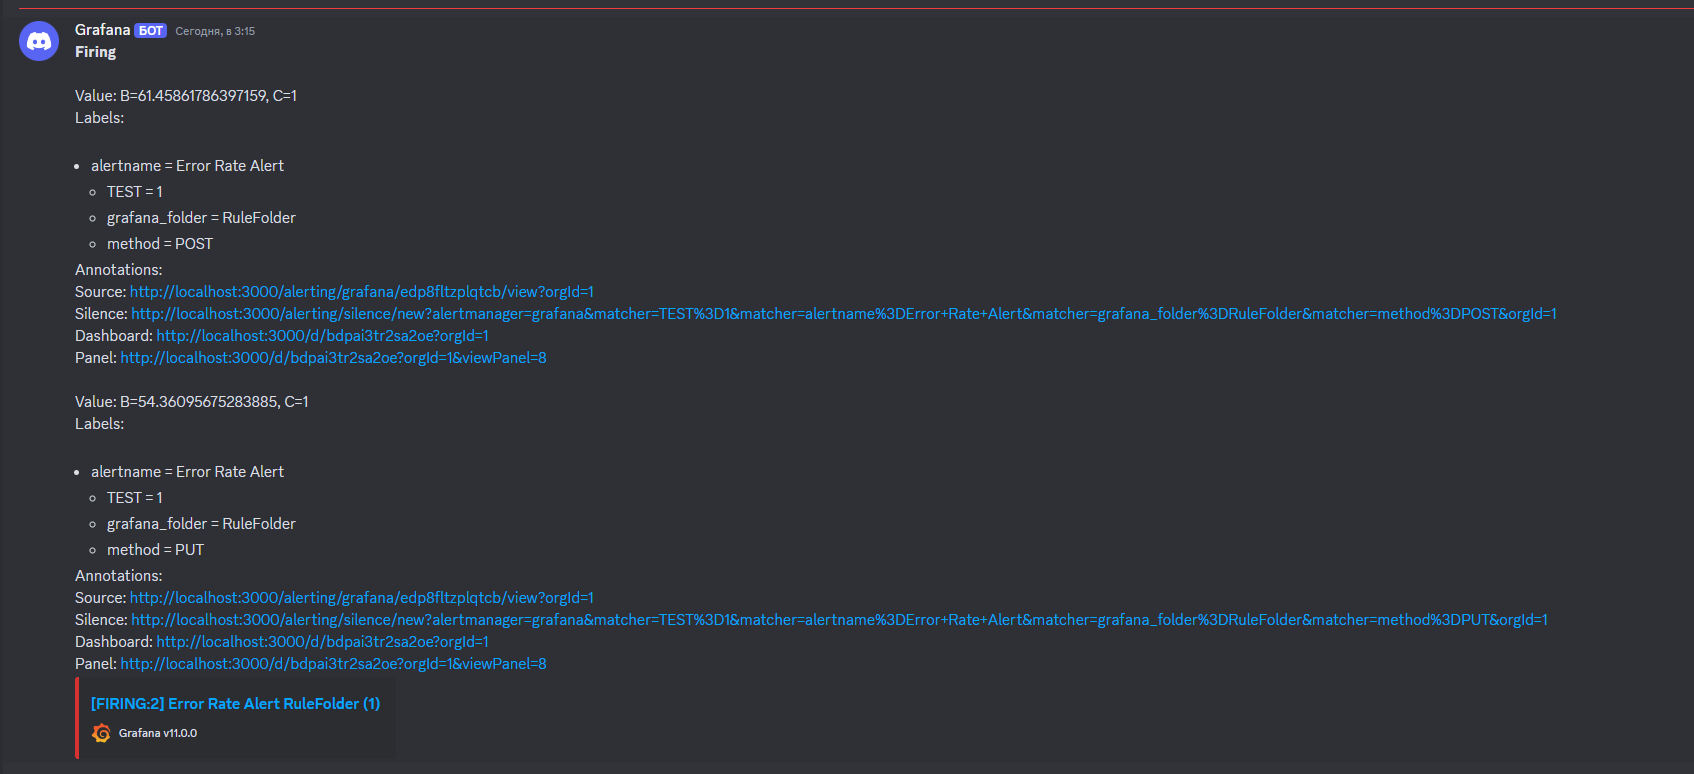 Grafana БОТ Сегодня, в 3:15
Firing
Value: B=61.45861786397159, C=1
Labels:
• alertname = Error Rate Alert
◦ TEST = 1
◦ grafana_folder = RuleFolder
◦ method = POST
Annotations:
Source: http://localhost:3000/alerting/grafana/edp8fltzplqtcb/view?orgId=1
Silence: http://localhost:3000/alerting/silence/new?alertmanager=grafana&matcher=TEST%3D1&matcher=alertname%3DError+Rate+Alert&matcher=grafana_folder%3DRuleFolder&matcher=method%3DPOST&orgId=1
Dashboard: http://localhost:3000/d/bdpai3tr2sa2oe?orgId=1
Panel: http://localhost:3000/d/bdpai3tr2sa2oe?orgId=1&viewPanel=8
Value: B=54.36095675283885, C=1
Labels:
• alertname = Error Rate Alert
◦ TEST = 1
◦ grafana_folder = RuleFolder
◦ method = PUT
Annotations:
Source: http://localhost:3000/alerting/grafana/edp8fltzplqtcb/view?orgId=1
Silence: http://localhost:3000/alerting/silence/new?alertmanager=grafana&matcher=TEST%3D1&matcher=alertname%3DError+Rate+Alert&matcher=grafana_folder%3DRuleFolder&matcher=method%3DPUT&orgId=1
Dashboard: http://localhost:3000/d/bdpai3tr2sa2oe?orgId=1
Panel: http://localhost:3000/d/bdpai3tr2sa2oe?orgId=1&viewPanel=8
[FIRING:2] Error Rate Alert RuleFolder (1)
Grafana v11.0.0